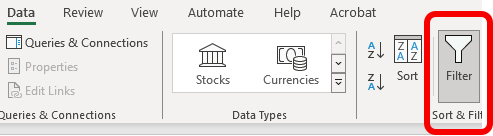 Data Review View Automate Help Acrobat
Queries & Connections
Properties
Edit Links
Queries & Connections
Stocks Currencies
Data Types
A
Z
Z
A
Z A
A Z
Sort
Filter
Sort & Filt